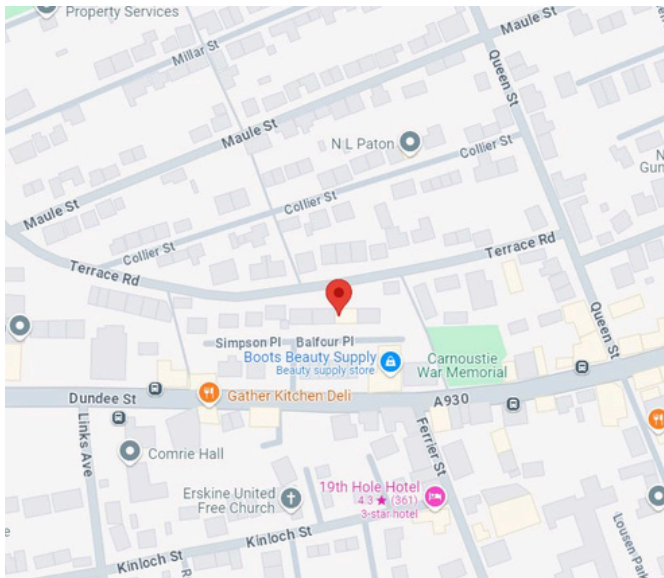 Property Services
Maule St
Millar St
Queen St
Maule St
N L Paton
Collier St
N
Gun
Collier St
Maule St
Collier St
Terrace Rd
Terrace Rd
Queen St
Simpson Pl
Balfour Pl
Boots Beauty Supply
Beauty supply store
Carnoustie
War Memorial
Dundee St
Gather Kitchen Deli
A930
Links Ave
Ferrier St
Comrie Hall
19th Hole Hotel
4.3 ★ (361)
3-star hotel
Erskine United
Free Church
Lousen Park
e
Kinloch St
Kinloch St
R